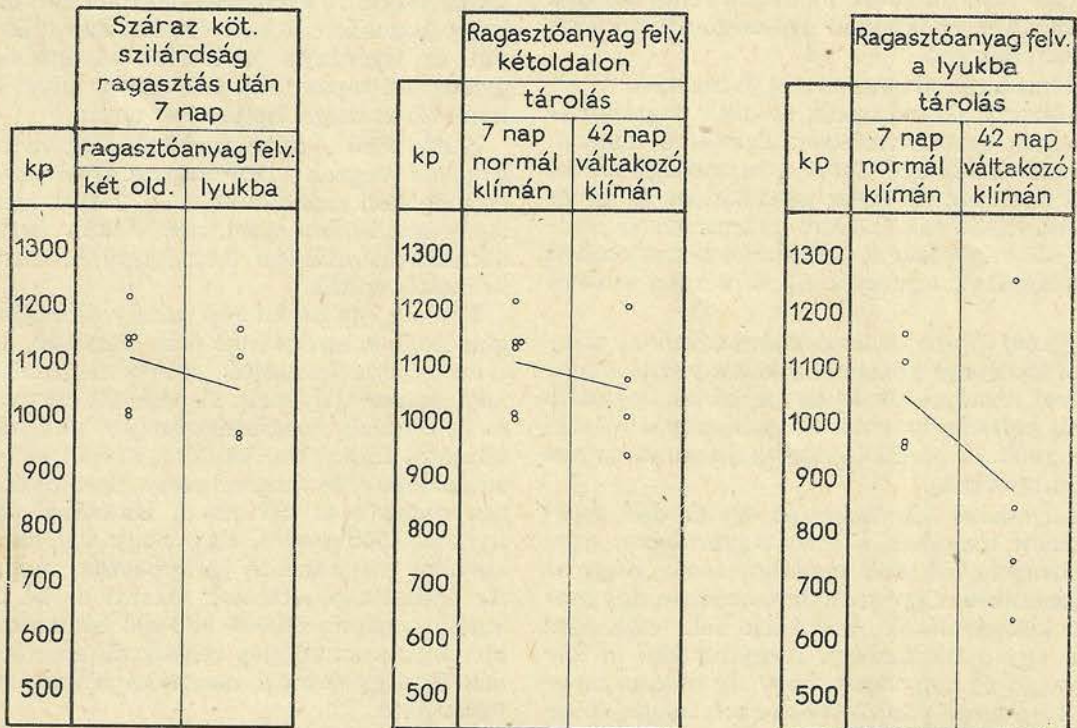 Száraz köt.
szilárdság
ragasztás után
7 nap
kp
ragasztóanyag felv.
két old.
lyukba
1300
1200
1100
1000
900
800
700
600
500
Ragasztóanyag felv.
kétoldalon
tárolás
kp
7 nap
normál
klímán
42 nap
váltakozó
klímán
1300
1200
1100
1000
900
800
700
600
500
Ragasztóanyag felv.
a lyukba
tárolás
kp
7 nap
normál
klímán
42 nap
váltakozó
klímán
1300
1200
1100
1000
900
800
700
600
500